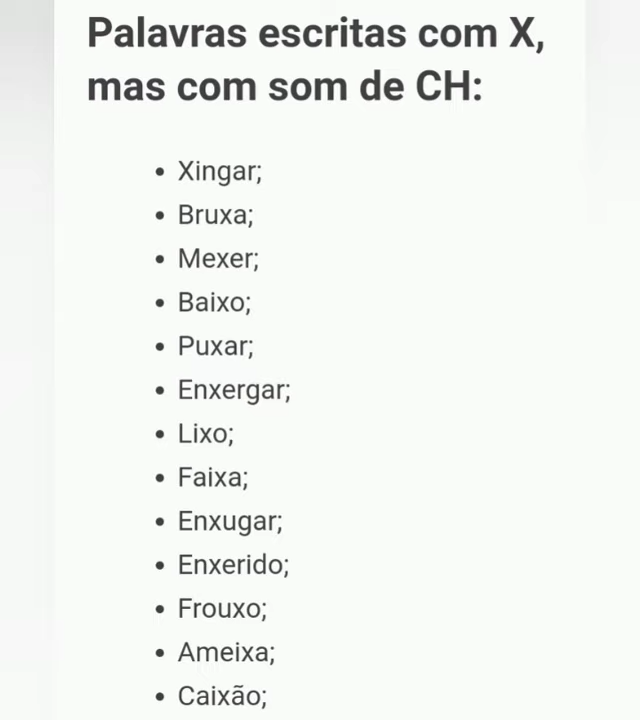 Palavras escritas com X,
mas com som de CH:
• Xingar;
• Bruxa;
• Mexer;
• Baixo;
• Puxar;
• Enxergar;
• Lixo;
• Faixa;
• Enxugar;
• Enxerido;
• Frouxo;
• Ameixa;
• Caixão;